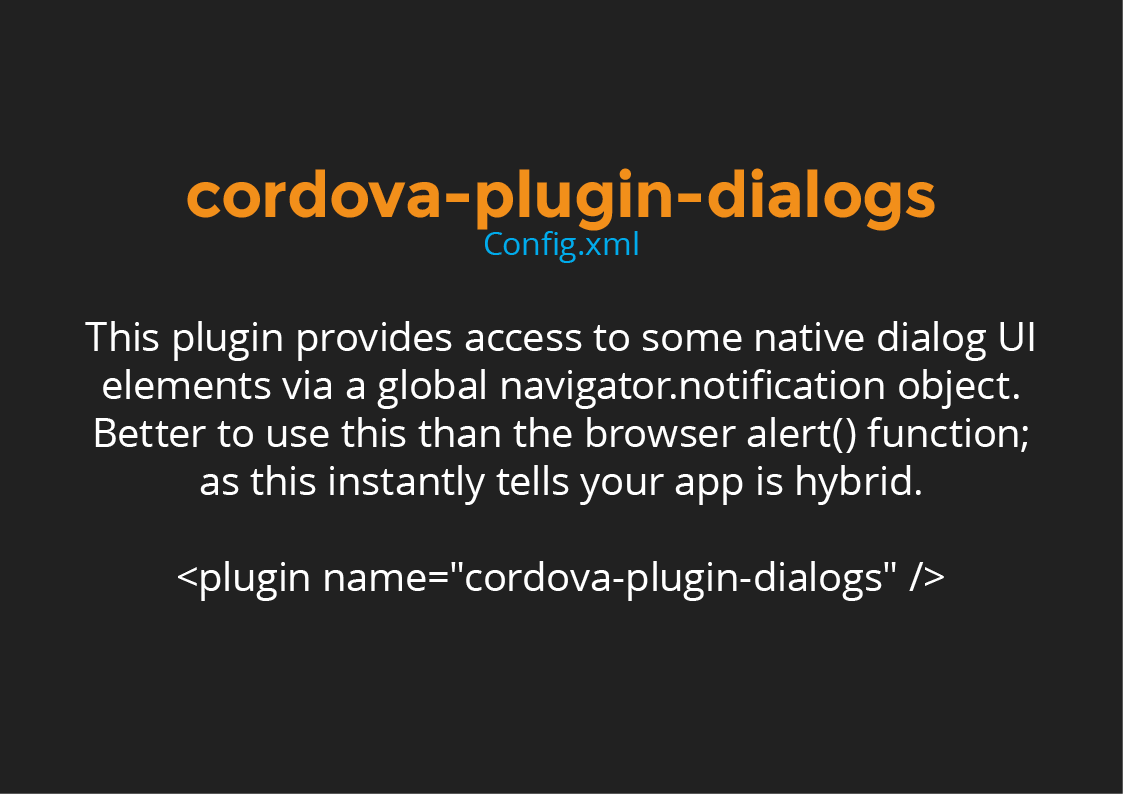 cordova-plugin-dialogs
Config.xml
This plugin provides access to some native dialog UI
elements via a global navigator.notification object.
Better to use this than the browser alert() function;
as this instantly tells your app is hybrid.
<plugin name="cordova-plugin-dialogs" />